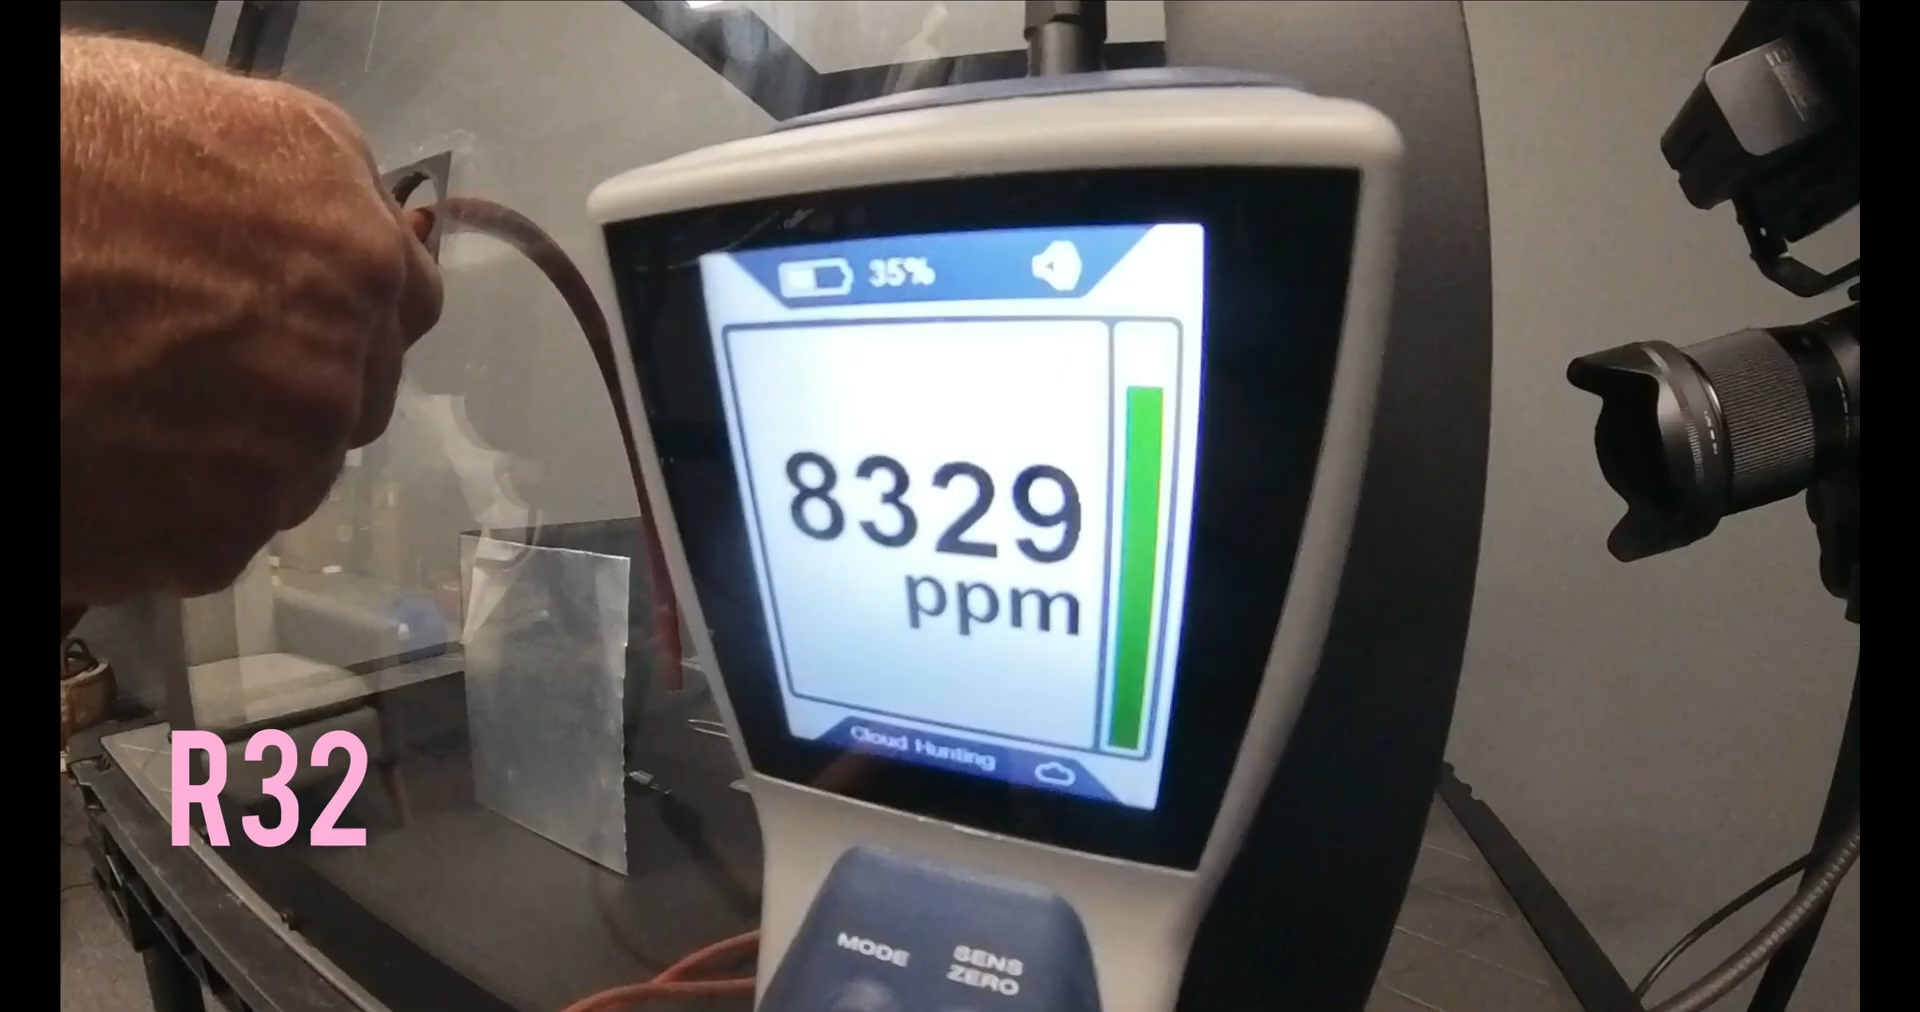 35%
8329
ppm
Cloud Hunting
MODE
SENS
ZERO
R32